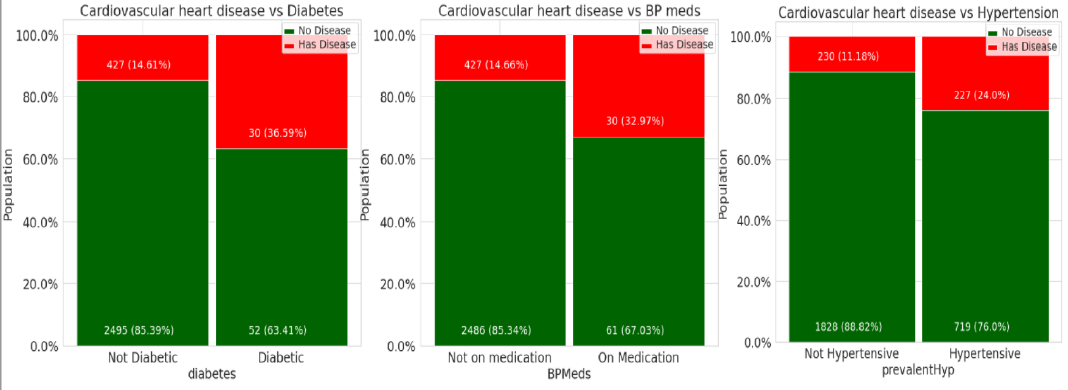 Cardiovascular heart disease vs Diabetes
No Disease
Has Disease
100.0%
80.0%
60.0%
40.0%
20.0%
0.0%
Population
427 (14.61%)
30 (36.59%)
2495 (85.39%)
52 (63.41%)
Not Diabetic
Diabetic
diabetes
Cardiovascular heart disease vs BP meds
No Disease
Has Disease
100.0%
80.0%
60.0%
40.0%
20.0%
0.0%
Population
427 (14.66%)
30 (32.97%)
2486 (85.34%)
61 (67.03%)
Not on medication
On Medication
BPMeds
Cardiovascular heart disease vs Hypertension
No Disease
Has Disease
100.0%
80.0%
60.0%
40.0%
20.0%
0.0%
Population
230 (11.18%)
227 (24.0%)
1828 (88.82%)
719 (76.0%)
Not Hypertensive
Hypertensive
prevalentHyp